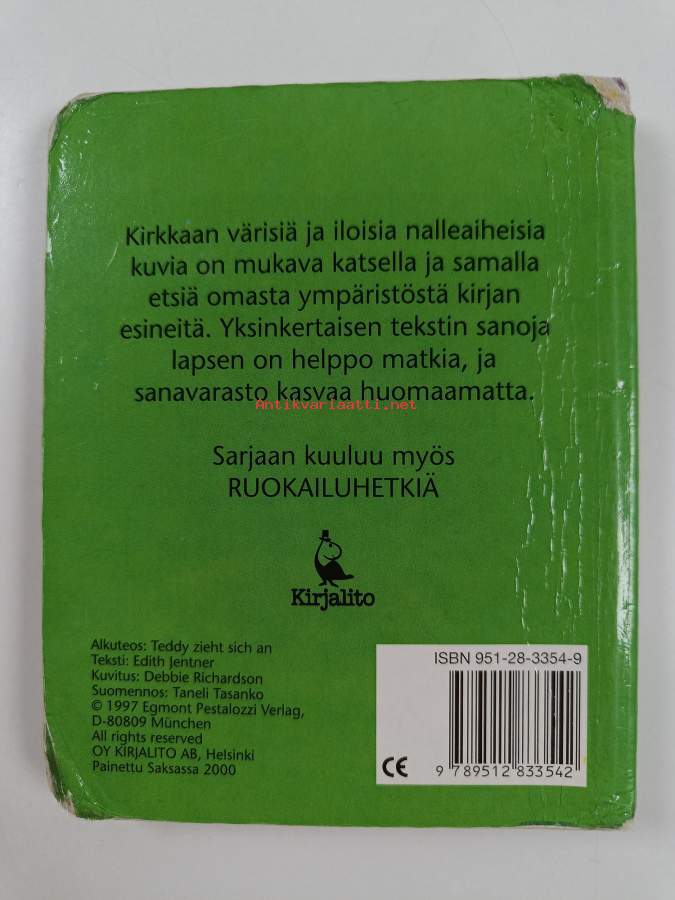 Kirkkaan värisiä ja iloisia nalleaiheisia
kuvia on mukava katsella ja samalla
etsiä omasta ympäristöstä kirjan
esineitä. Yksinkertaisen tekstin sanoja
lapsen on helppo matkia, ja
sanavarasto kasvaa huomaamatta.
Antikvariaatti.net
Sarjaan kuuluu myös
RUOKAILUHETKIÄ
Kirjalito
Alkuteos: Teddy zieht sich an
Teksti: Edith Jentner
Kuvitus: Debbie Richardson
Suomennos: Taneli Tasanko
© 1997 Egmont Pestalozzi Verlag,
D-80809 München
All rights reserved
OY KIRJALITO AB, Helsinki
Painettu Saksassa 2000
ISBN 951-28-3354-9
CE
9 789512 833542